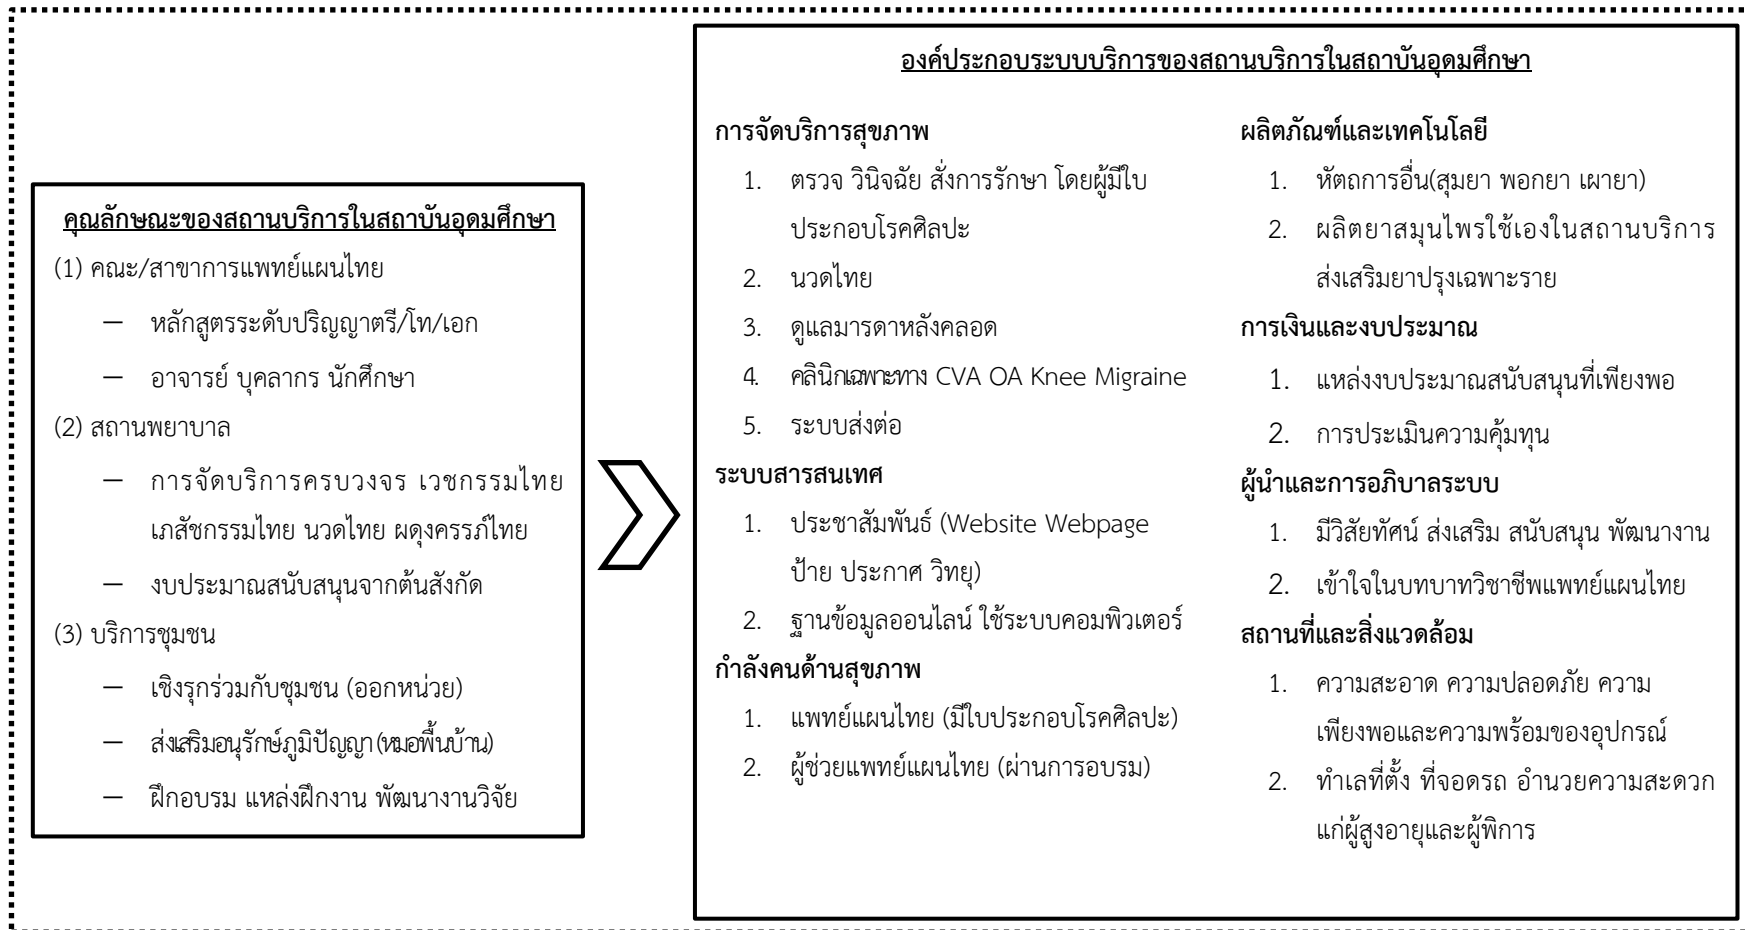 คุณลักษณะของสถานบริการในสถาบันอุดมศึกษา
(1) คณะ/สาขาการแพทย์แผนไทย
— หลักสูตรระดับปริญญาตรี/โท/เอก
— อาจารย์ บุคลากร นักศึกษา
(2) สถานพยาบาล
— การจัดบริการครบวงจร เวชกรรมไทย
เภสัชกรรมไทย นวดไทย ผดุงครรภ์ไทย
— งบประมาณสนับสนุนจากต้นสังกัด
(3) บริการชุมชน
— เชิงรุกร่วมกับชุมชน (ออกหน่วย)
— ส่งเสริมอนุรักษ์ภูมิปัญญา (หมอพื้นบ้าน)
— ฝึกอบรม แหล่งฝึกงาน พัฒนางานวิจัย
องค์ประกอบระบบบริการของสถานบริการในสถาบันอุดมศึกษา
การจัดบริการสุขภาพ
1. ตรวจ วินิจฉัย สั่งการรักษา โดยผู้มีใบ
ประกอบโรคศิลปะ
2. นวดไทย
3. ดูแลมารดาหลังคลอด
4. คลินิกเฉพาะทาง CVA OA Knee Migraine
5. ระบบส่งต่อ
ระบบสารสนเทศ
1. ประชาสัมพันธ์ (Website Webpage
ป้าย ประกาศ วิทยุ)
2. ฐานข้อมูลออนไลน์ ใช้ระบบคอมพิวเตอร์
กำลังคนด้านสุขภาพ
1. แพทย์แผนไทย (มีใบประกอบโรคศิลปะ)
2. ผู้ช่วยแพทย์แผนไทย (ผ่านการอบรม)
ผลิตภัณฑ์และเทคโนโลยี
1. หัตถการอื่น(สุมยา พอกยา เผายา)
2. ผลิตยาสมุนไพรใช้เองในสถานบริการ
ส่งเสริมยาปรุงเฉพาะราย
การเงินและงบประมาณ
1. แหล่งงบประมาณสนับสนุนที่เพียงพอ
2. การประเมินความคุ้มทุน
ผู้นำและการอภิบาลระบบ
1. มีวิสัยทัศน์ ส่งเสริม สนับสนุน พัฒนางาน
2. เข้าใจในบทบาทวิชาชีพแพทย์แผนไทย
สถานที่และสิ่งแวดล้อม
1. ความสะอาด ความปลอดภัย ความ
เพียงพอและความพร้อมของอุปกรณ์
2. ทำเลที่ตั้ง ที่จอดรถ อำนวยความสะดวก
แก่ผู้สูงอายุและผู้พิการ